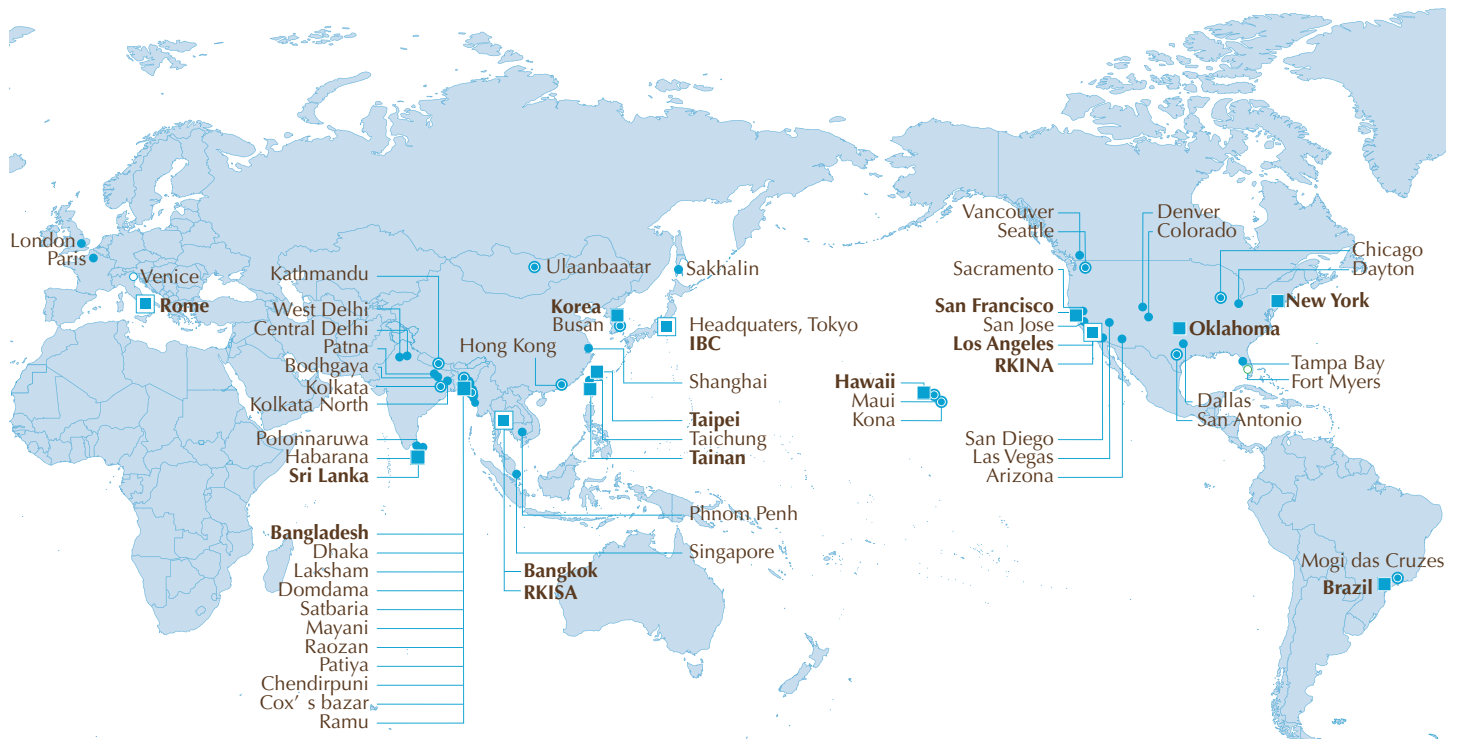 London
Paris
Venice
Rome
Kathmandu
West Delhi
Central Delhi
Patna
Bodhgaya
Kolkata
Kolkata North
Polonnaruwa
Habarana
Sri Lanka
Bangladesh
Dhaka
Laksham
Domdama
Satbaria
Mayani
Raozan
Patiya
Chendirpuni
Cox’ s bazar
Ramu
Ulaanbaatar
Sakhalin
Korea
Busan
Headquaters, Tokyo
IBC
Hong Kong
Shanghai
Taipei
Taichung
Tainan
Phnom Penh
Singapore
Bangkok
RKISA
Hawaii
Maui
Kona
Vancouver
Seattle
Sacramento
San Francisco
San Jose
Los Angeles
RKINA
San Diego
Las Vegas
Arizona
Denver
Colorado
Chicago
Dayton
New York
Oklahoma
Tampa Bay
Fort Myers
Dallas
San Antonio
Mogi das Cruzes
Brazil